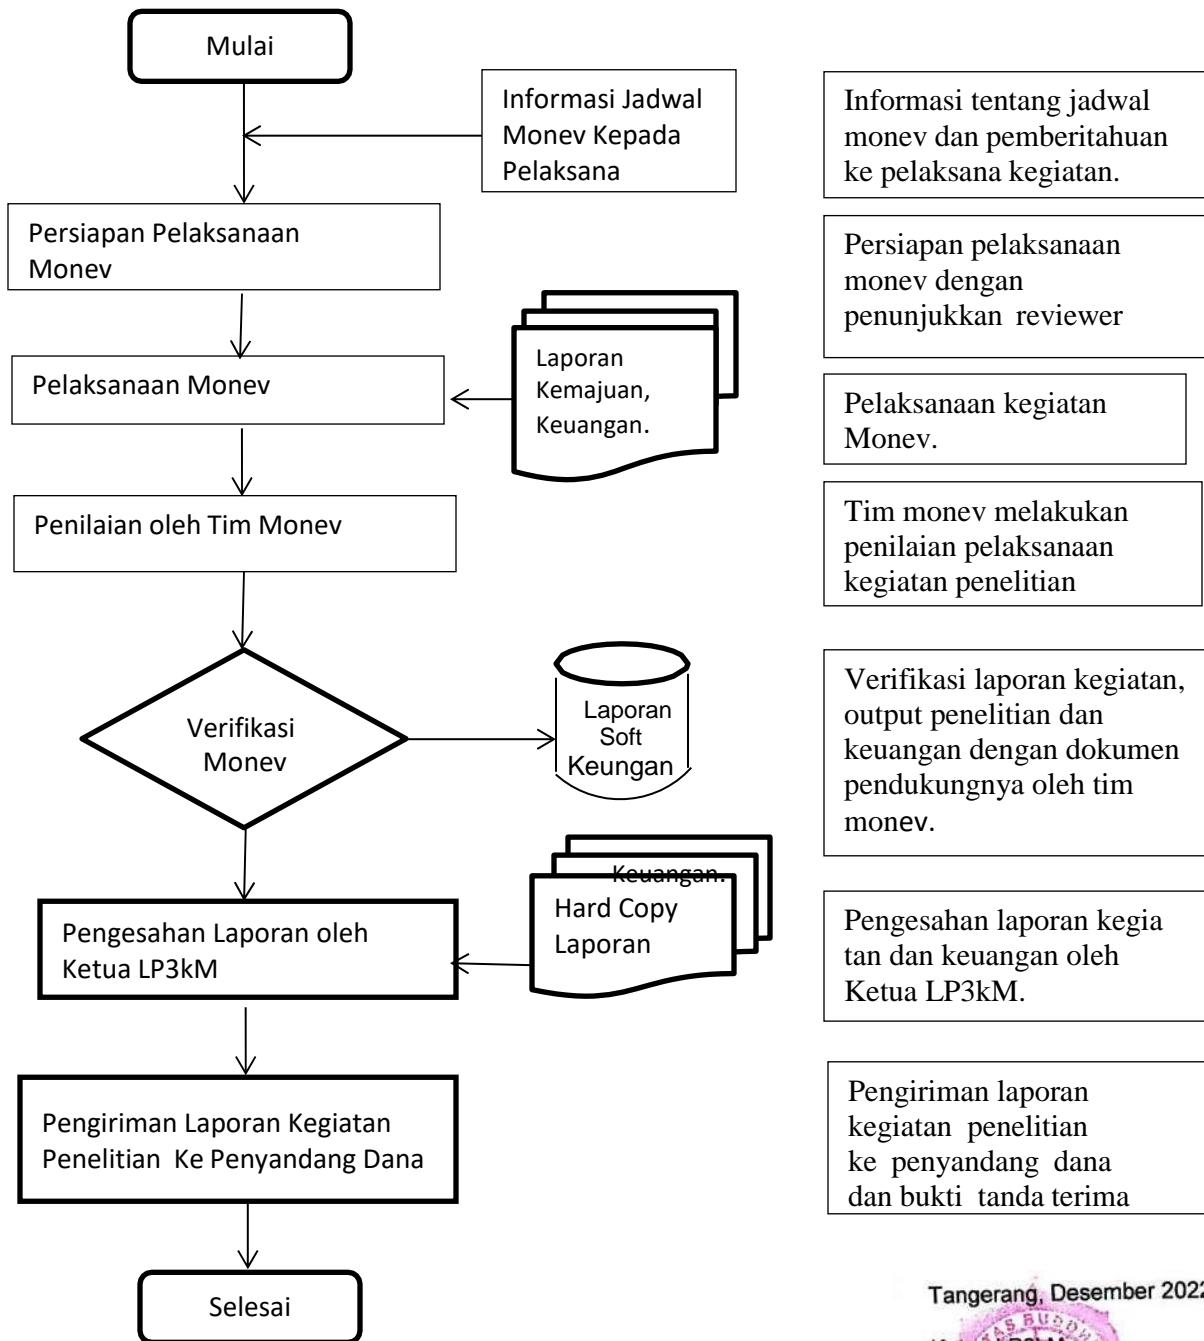 Mulai
Informasi Jadwal
Monev Kepada
Pelaksana
Informasi tentang jadwal
monev dan pemberitahuan
ke pelaksana kegiatan.
Persiapan Pelaksanaan
Monev
Persiapan pelaksanaan
monev dengan
penunjukkan reviewer
Pelaksanaan Monev
Laporan
Kemajuan,
Keuangan.
Pelaksanaan kegiatan
Monev.
Penilaian oleh Tim Monev
Tim monev melakukan
penilaian pelaksanaan
kegiatan penelitian
Verifikasi
Monev
Laporan
Soft
Keungan
Verifikasi laporan kegiatan,
output penelitian dan
keuangan dengan dokumen
pendukungnya oleh tim
monev.
Pengesahan Laporan oleh
Ketua LP3kM
Keuangan.
Hard Copy
Laporan
Pengesahan laporan kegia
tan dan keuangan oleh
Ketua LP3kM.
Pengiriman Laporan Kegiatan
Penelitian Ke Penyandang Dana
Pengiriman laporan
kegiatan penelitian
ke penyandang dana
dan bukti tanda terima
Selesai
Tangerang, Desember 2022